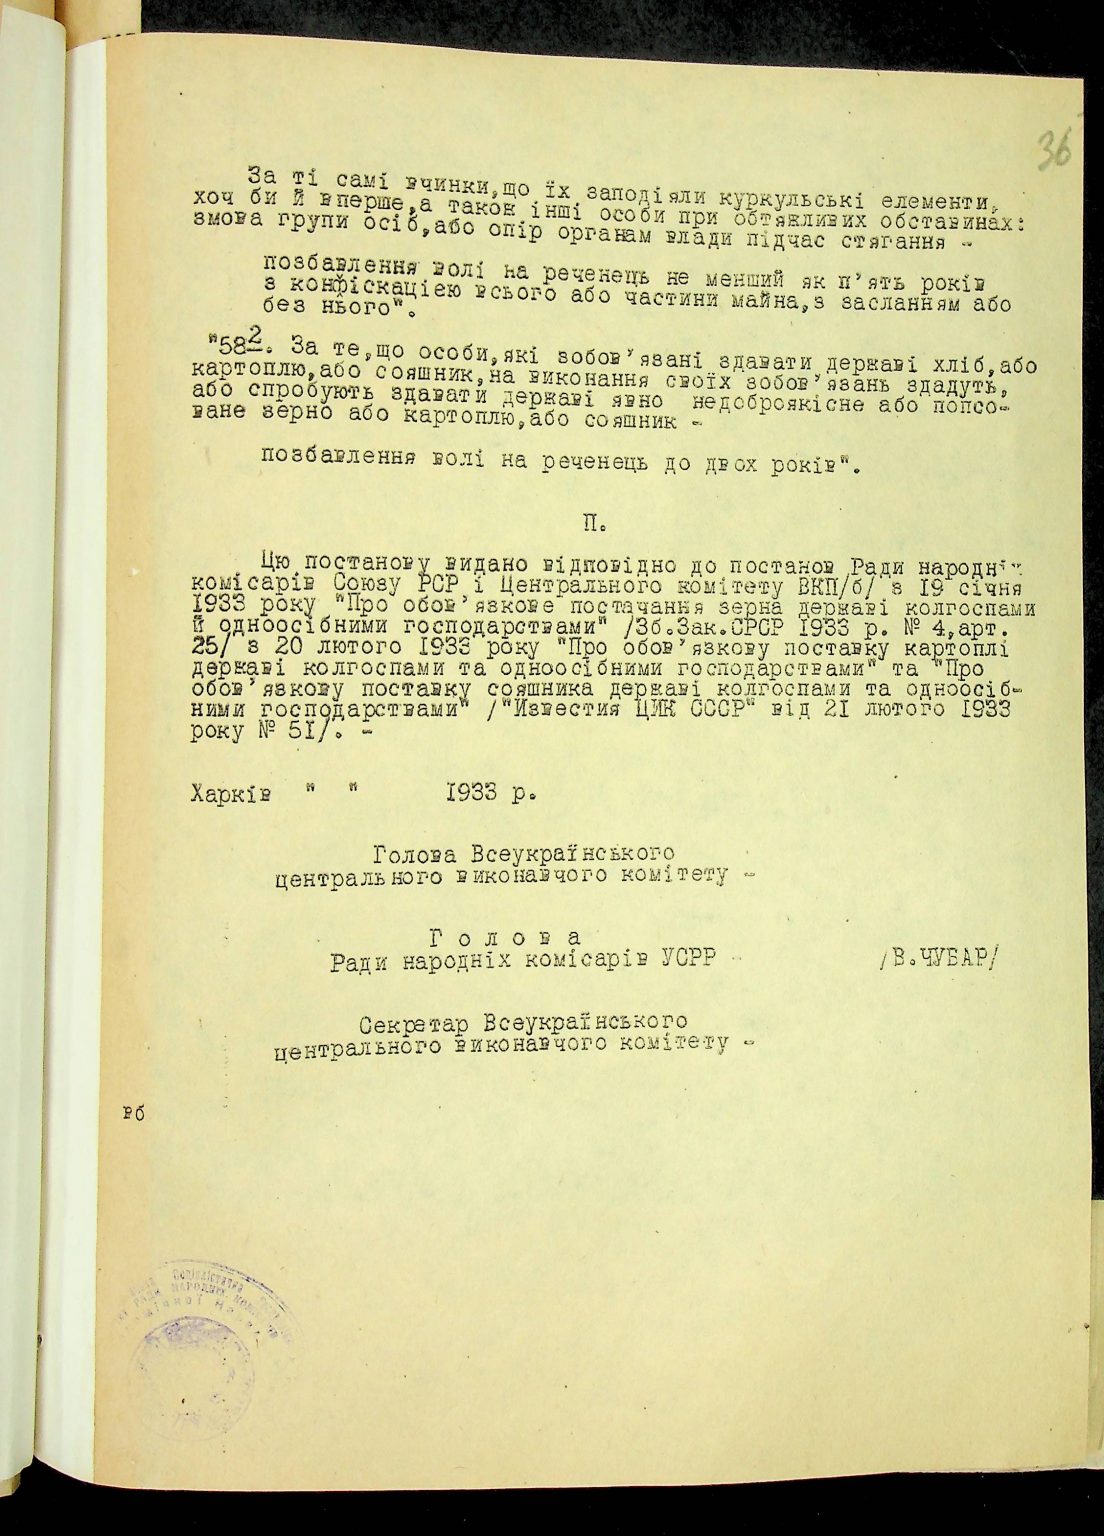 36
За ті самі вчинки,що їх заподіяли куркульські елементи,
хоч би й вперше,а також інші особи при обтяжливих обставинах:
змова групи осіб,або опір органам влади підчас стягання -
позбавлення волі на реченець не менший як п'ять років
з конфіскацією всього або частини майна,з засланням або
без нього".
"58². За те,що особи,які зобов'язані здавати державі хліб,або
картоплю,або сояшник,на виконання своїх зобов'язань здадуть,
або спробують здавати державі явно недоброякісне або попсо-
ване зерно або картоплю,або сояшник -
позбавлення волі на реченець до двох років".
П.
Цю постанову видано відповідно до постанов Ради народніх
комісарів Союзу РСР і Центрального комітету ВКП/б/ з 19 січня
1933 року "Про обов'язкове постачання зерна державі колгоспами
й одноосібними господарствами" /Зб.Зак.СРСР 1933 р. № 4,арт.
25/ з 20 лютого 1933 року "Про обов'язкову поставку картоплі
державі колгоспами та одноосібними господарствами" та "Про
обов'язкову поставку сояшника державі колгоспами та одноосіб-
ними господарствами" /"Известия ЦИК СССР" від 21 лютого 1933
року № 51/. -
Харків " " 1933 р.
Голова Всеукраїнського
центрального виконавчого комітету -
Голова
Ради народніх комісарів УСРР /В.ЧУБАР/
Секретар Всеукраїнського
центрального виконавчого комітету -
вб